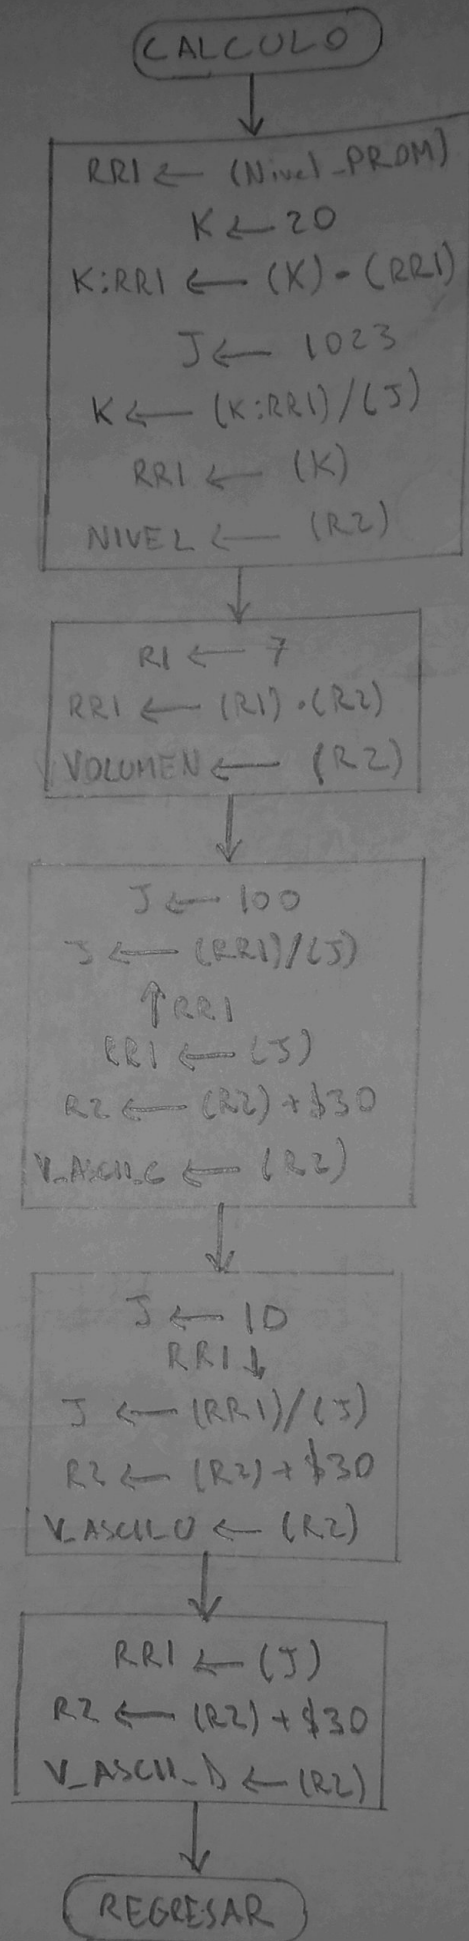 CALCULO
RR1 ← (Nivel_PROM)
K ← 20
K:RR1 ← (K) • (RR1)
J ← 1023
K ← (K:RR1)/(J)
RR1 ← (K)
NIVEL ← (R2)
R1 ← 7
RR1 ← (R1) • (R2)
VOLUMEN ← (R2)
J ← 100
J ← (RR1)/(J)
↑RR1
RR1 ← (J)
R2 ← (R2) + $30
V_ASCII_C ← (R2)
J ← 10
RR1↓
J ← (RR1)/(J)
R2 ← (R2) + $30
V_ASCII_U ← (R2)
RR1 ← (J)
R2 ← (R2) + $30
V_ASCII_D ← (R2)
REGRESAR